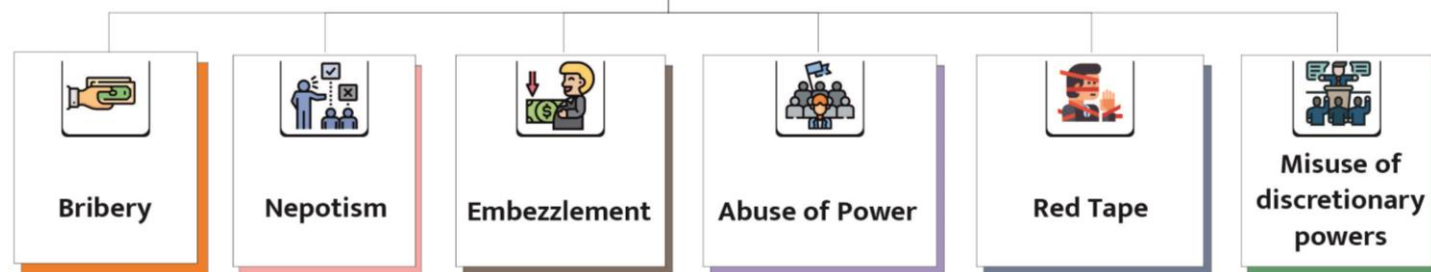 Bribery
Nepotism
Embezzlement
Abuse of Power
Red Tape
Misuse of
discretionary
powers